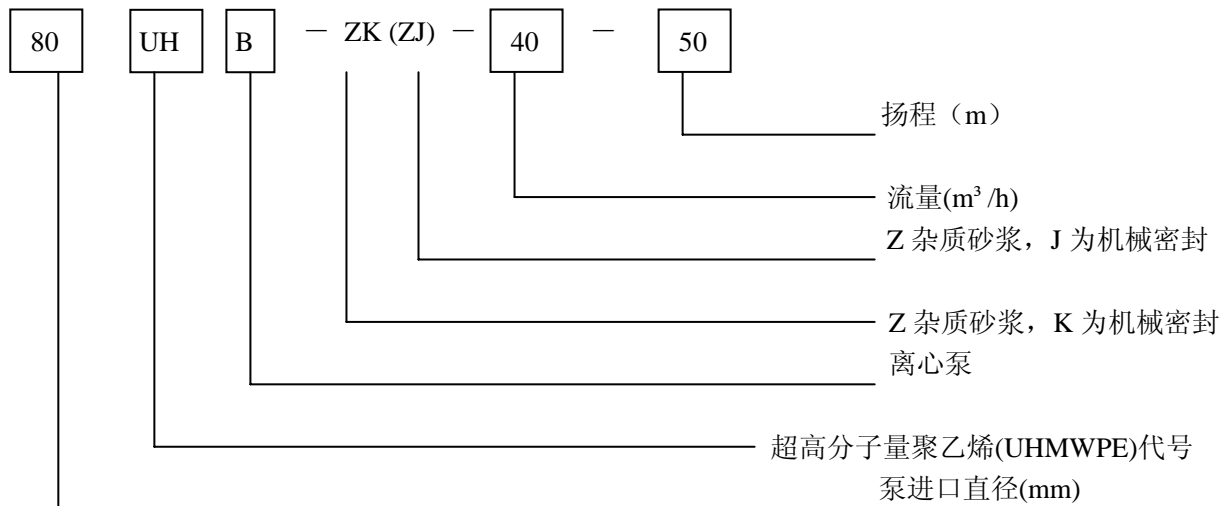 80 UH B － ZK (ZJ) － 40 － 50
扬程（m）
流量(m³ /h)
Z 杂质砂浆，J 为机械密封
Z 杂质砂浆，K 为机械密封
离心泵
超高分子量聚乙烯(UHMWPE)代号
泵进口直径(mm)